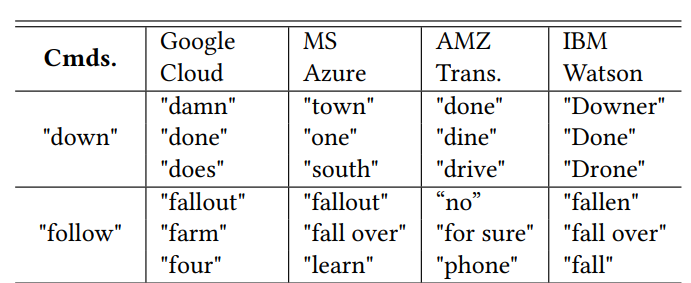 Cmds. Google Cloud MS Azure AMZ Trans. IBM Watson
"down" "damn" "town" "done" "Downer"
"done" "one" "dine" "Done"
"does" "south" "drive" "Drone"
"follow" "fallout" "fallout" “no” "fallen"
"farm" "fall over" "for sure" "fall over"
"four" "learn" "phone" "fall"